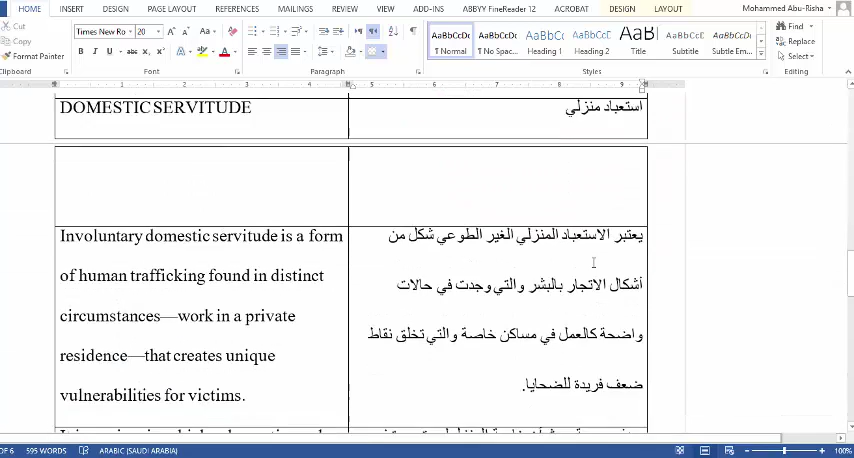 HOME INSERT DESIGN PAGE LAYOUT REFERENCES MAILINGS REVIEW VIEW ADD-INS ABBYY FineReader 12 ACROBAT DESIGN LAYOUT Mohammed Abu-Risha
Cut
Copy
Format Painter
Clipboard
Times New Ro 20
Font
Paragraph
AaBbCcDc AaBbCcDc AaBbCc AaBbCc AaB AaBbCcD AaBbCcDc
¶ Normal ¶ No Spac... Heading 1 Heading 2 Title Subtitle Subtle Em...
Styles
Find
Replace
Select
Editing
DOMESTIC SERVITUDE
استعباد منزلي
Involuntary domestic servitude is a form
of human trafficking found in distinct
circumstances—work in a private
residence—that creates unique
vulnerabilities for victims.
يعتبر الاستعباد المنزلي الغير الطوعي شكل من
أشكال الاتجار بالبشر والتي وجدت في حالات
واضحة كالعمل في مساكن خاصة والتي تخلق نقاط
ضعف فريدة للضحايا.
OF 6 595 WORDS ARABIC (SAUDI ARABIA) 100%